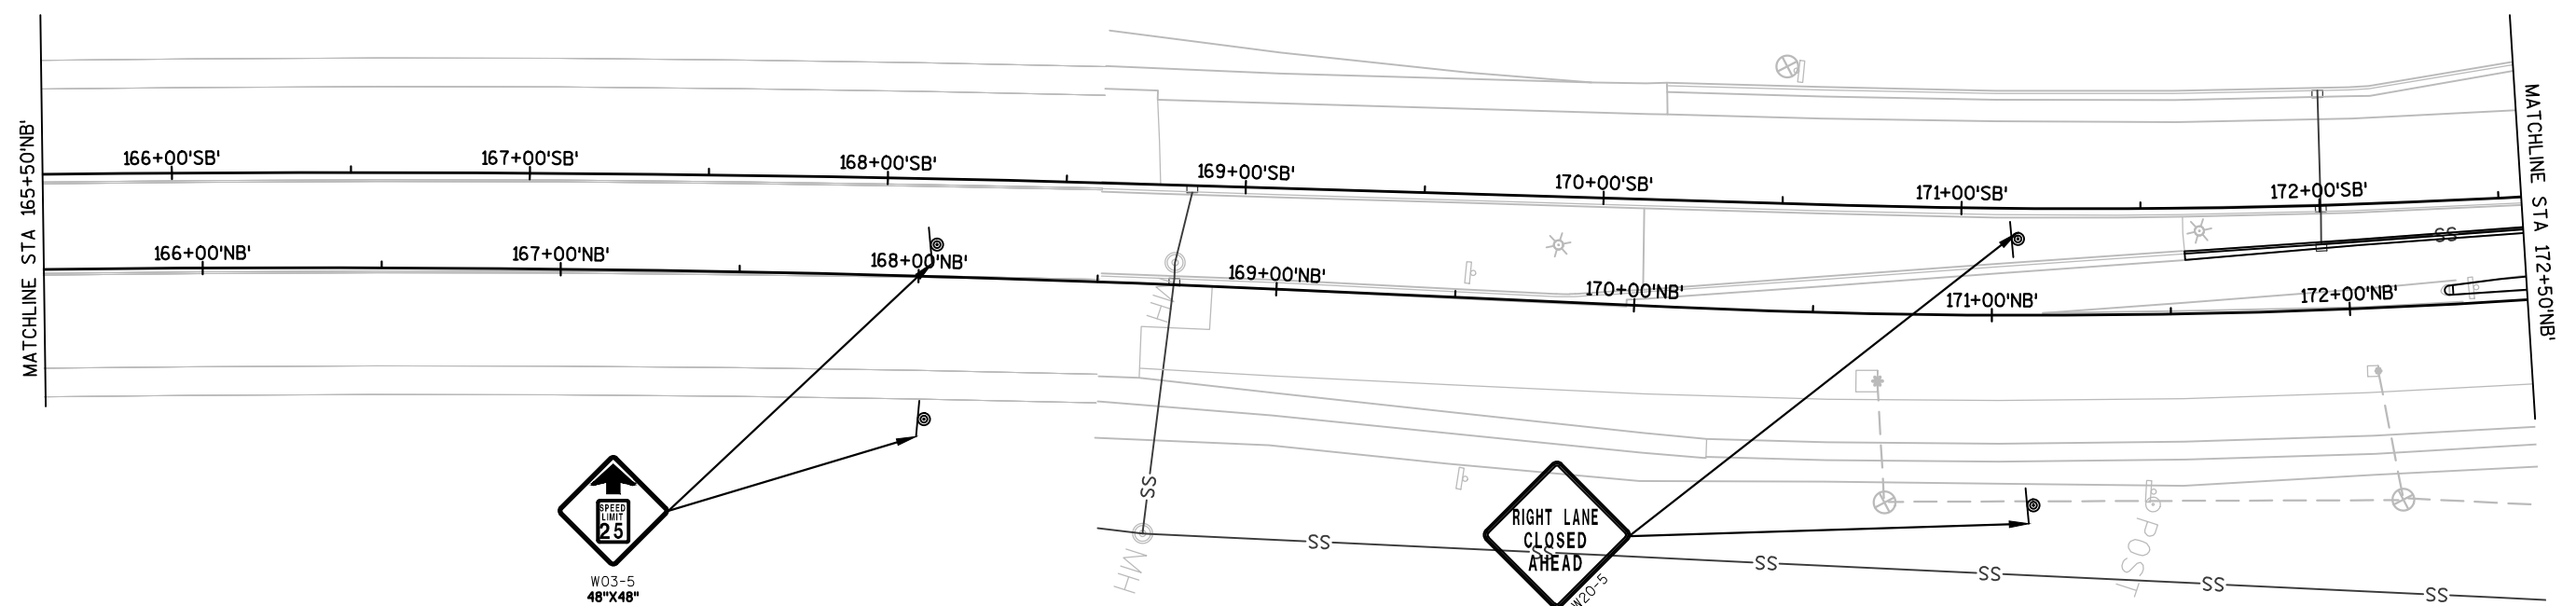 MATCHLINE STA 165+50'NB'
166+00'SB'
167+00'SB'
168+00'SB'
169+00'SB'
170+00'SB'
171+00'SB'
172+00'SB'
MATCHLINE STA 172+50'NB'
166+00'NB'
167+00'NB'
168+00'NB'
169+00'NB'
170+00'NB'
171+00'NB'
172+00'NB'
SS
HW
SS
SPEED
LIMIT
25
W03-5
48"X48"
RIGHT LANE
CLOSED
AHEAD
W20-5
MH
POST
SS
SS
SS
SS
SS
SS